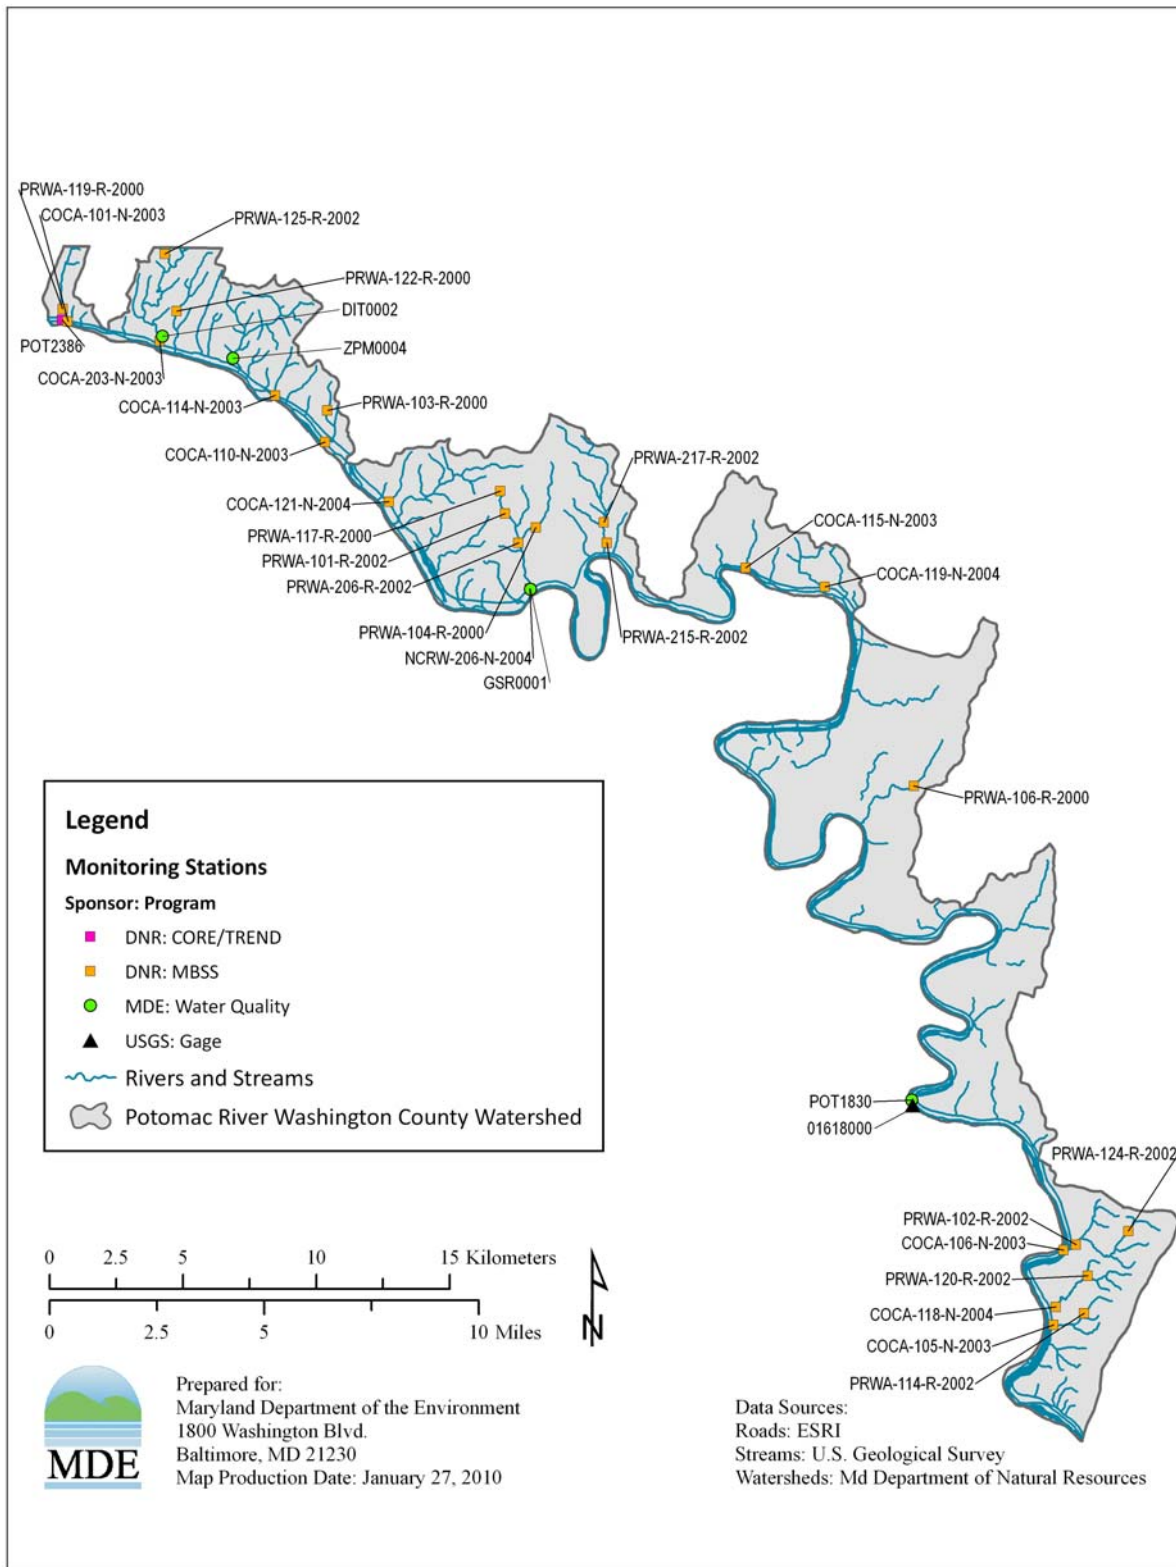 PRWA-119-R-2000
COCA-101-N-2003
PRWA-125-R-2002
PRWA-122-R-2000
DIT0002
POT2386
ZPM0004
COCA-203-N-2003
COCA-114-N-2003
PRWA-103-R-2000
COCA-110-N-2003
PRWA-217-R-2002
COCA-121-N-2004
COCA-115-N-2003
PRWA-117-R-2000
PRWA-101-R-2002
COCA-119-N-2004
PRWA-206-R-2002
PRWA-104-R-2000
PRWA-215-R-2002
NCRW-206-N-2004
GSR0001
PRWA-106-R-2000
Legend
Monitoring Stations
Sponsor: Program
DNR: CORE/TREND
DNR: MBSS
MDE: Water Quality
USGS: Gage
Rivers and Streams
Potomac River Washington County Watershed
POT1830
01618000
PRWA-124-R-2002
PRWA-102-R-2002
COCA-106-N-2003
PRWA-120-R-2002
COCA-118-N-2004
COCA-105-N-2003
PRWA-114-R-2002
0 2.5 5 10 15 Kilometers
0 2.5 5 10 Miles
N
MDE
Prepared for:
Maryland Department of the Environment
1800 Washington Blvd.
Baltimore, MD 21230
Map Production Date: January 27, 2010
Data Sources:
Roads: ESRI
Streams: U.S. Geological Survey
Watersheds: Md Department of Natural Resources